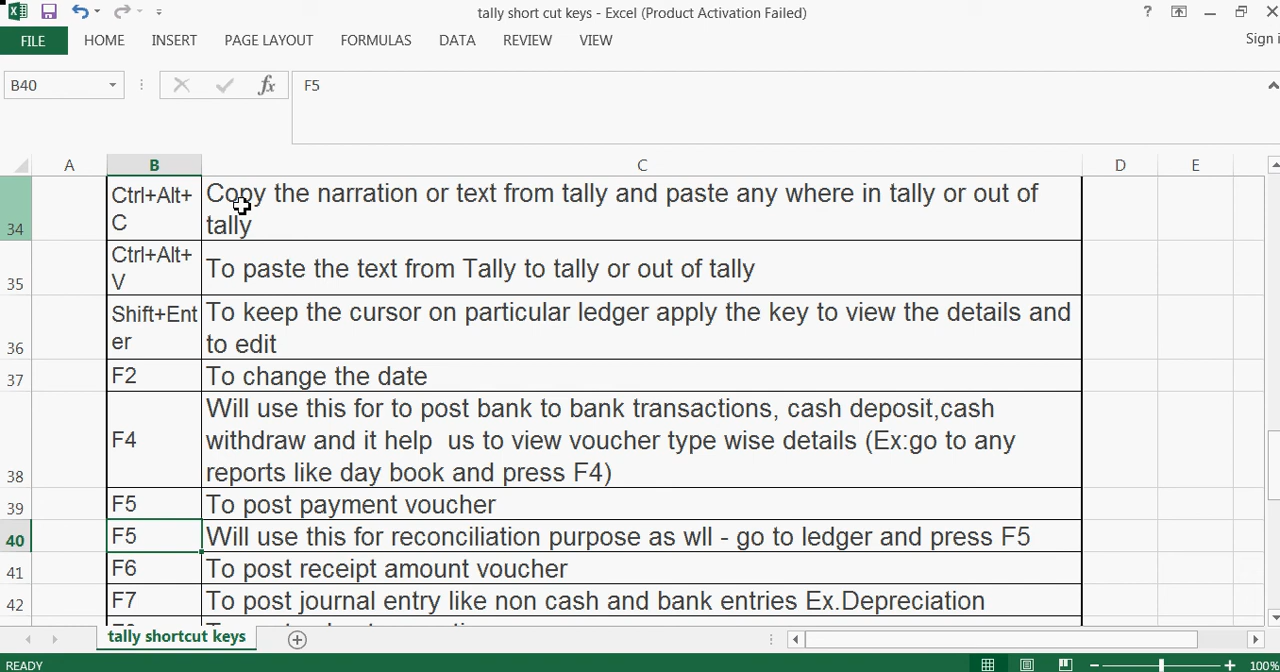 tally short cut keys - Excel (Product Activation Failed)
FILE HOME INSERT PAGE LAYOUT FORMULAS DATA REVIEW VIEW Sign i
B40 fx F5
A B C D E
34 Ctrl+Alt+
C Copy the narration or text from tally and paste any where in tally or out of
tally
35 Ctrl+Alt+
V To paste the text from Tally to tally or out of tally
36 Shift+Ent
er To keep the cursor on particular ledger apply the key to view the details and
to edit
37 F2 To change the date
38 F4 Will use this for to post bank to bank transactions, cash deposit,cash
withdraw and it help us to view voucher type wise details (Ex:go to any
reports like day book and press F4)
39 F5 To post payment voucher
40 F5 Will use this for reconciliation purpose as wll - go to ledger and press F5
41 F6 To post receipt amount voucher
42 F7 To post journal entry like non cash and bank entries Ex.Depreciation
tally shortcut keys
READY 100%